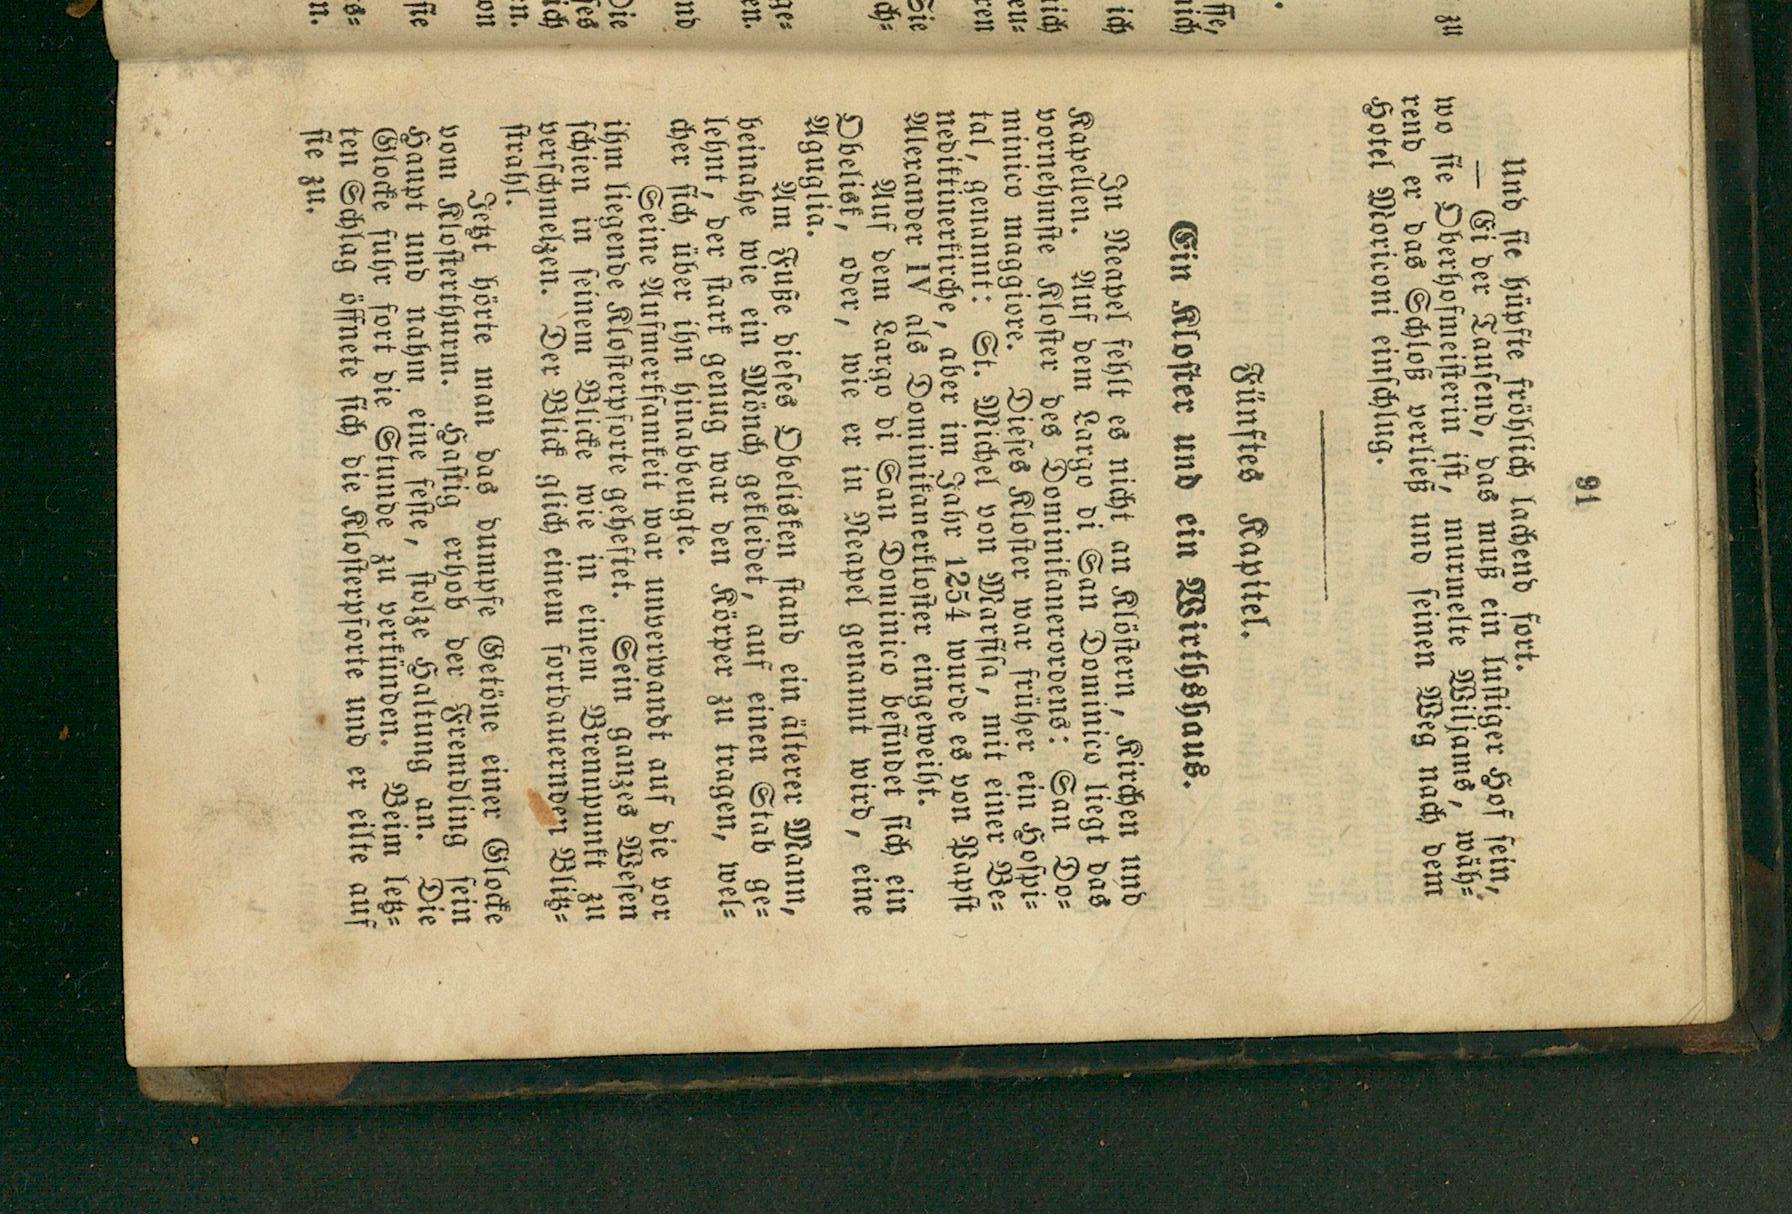 91
Und ſie hüpfte fröhlich lachend fort.
— Ei der Tauſend, das muß ein luſtiger Hof ſein,
wo ſie Oberhofmeiſterin iſt, murmelte Williams, wäh=
rend er das Schloß verließ und ſeinen Weg nach dem
Hotel Moriconi einſchlug.
Fünftes Kapitel.
Ein Kloſter und ein Wirthshaus.
In Neapel fehlt es nicht an Klöſtern, Kirchen und
Kapellen. Auf dem Largo di San Dominico liegt das
vornehmſte Kloſter des Dominikanerordens: San Do=
minico maggiore. Dieſes Kloſter war früher ein Hoſpi=
tal, genannt: St. Michel von Marſiſa, mit einer Be=
nediktinerkirche, aber im Jahr 1254 wurde es von Papſt
Alexander IV als Dominikanerkloſter eingeweiht.
Auf dem Largo di San Dominico befindet ſich ein
Obeliſk, oder, wie er in Neapel genannt wird, eine
Aguglia.
Am Fuße dieſes Obeliſken ſtand ein älterer Mann,
beinahe wie ein Mönch gekleidet, auf einen Stab ge=
lehnt, der ſtark genug war den Körper zu tragen, wel=
cher ſich über ihn hinabbeugte.
Seine Aufmerkſamkeit war unverwandt auf die vor
ihm liegende Kloſterpforte geheftet. Sein ganzes Weſen
ſchien in ſeinem Blicke wie in einen Brennpunkt zu
verſchmelzen. Der Blick glich einem fortdauernden Blitz=
ſtrahl.
Jetzt hörte man das dumpfe Getöne einer Glocke
vom Kloſterthurm. Haſtig erhob der Fremdling ſein
Haupt und nahm eine feſte, ſtolze Haltung an. Die
Glocke fuhr fort die Stunde zu verkünden. Beim letz=
ten Schlag öffnete ſich die Kloſterpforte und er eilte auf
ſie zu.